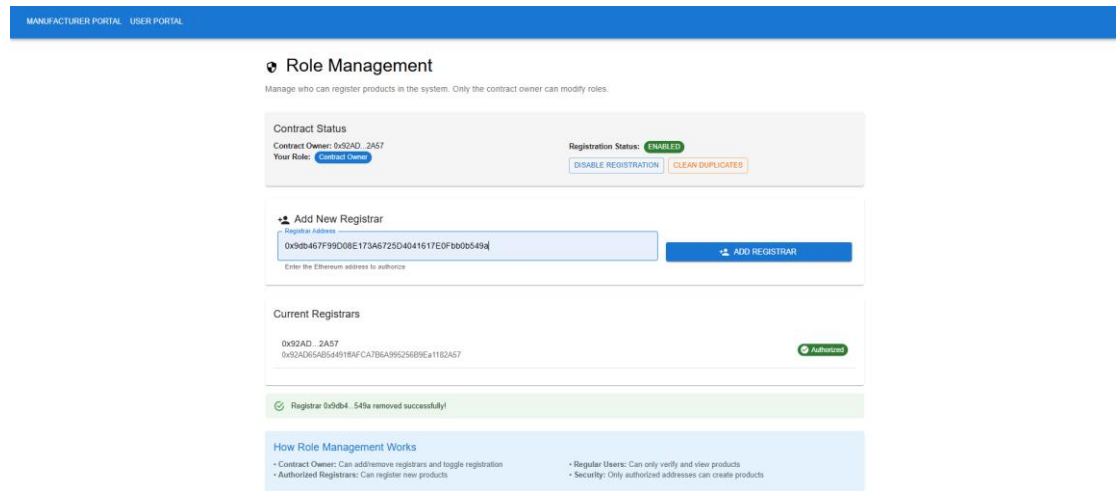 MANUFACTURER PORTAL USER PORTAL
Role Management
Manage who can register products in the system. Only the contract owner can modify roles.
Contract Status
Contract Owner: 0x92AD...2A57
Your Role: Contract Owner
Registration Status: ENABLED
DISABLE REGISTRATION CLEAN DUPLICATES
Add New Registrar
Registrar Address
0x9db467F99D08E173A6725D4041617E0Fbb0b549a
ADD REGISTRAR
Enter the Ethereum address to authorize
Current Registrars
0x92AD...2A57
0x92AD65AB5d491ffAFCA7B6A995256B9Ea1182A57
Authorized
Registrar 0x9db4...549a removed successfully!
How Role Management Works
• Contract Owner: Can add/remove registrars and toggle registration
• Authorized Registrars: Can register new products
• Regular Users: Can only verify and view products
• Security: Only authorized addresses can create products